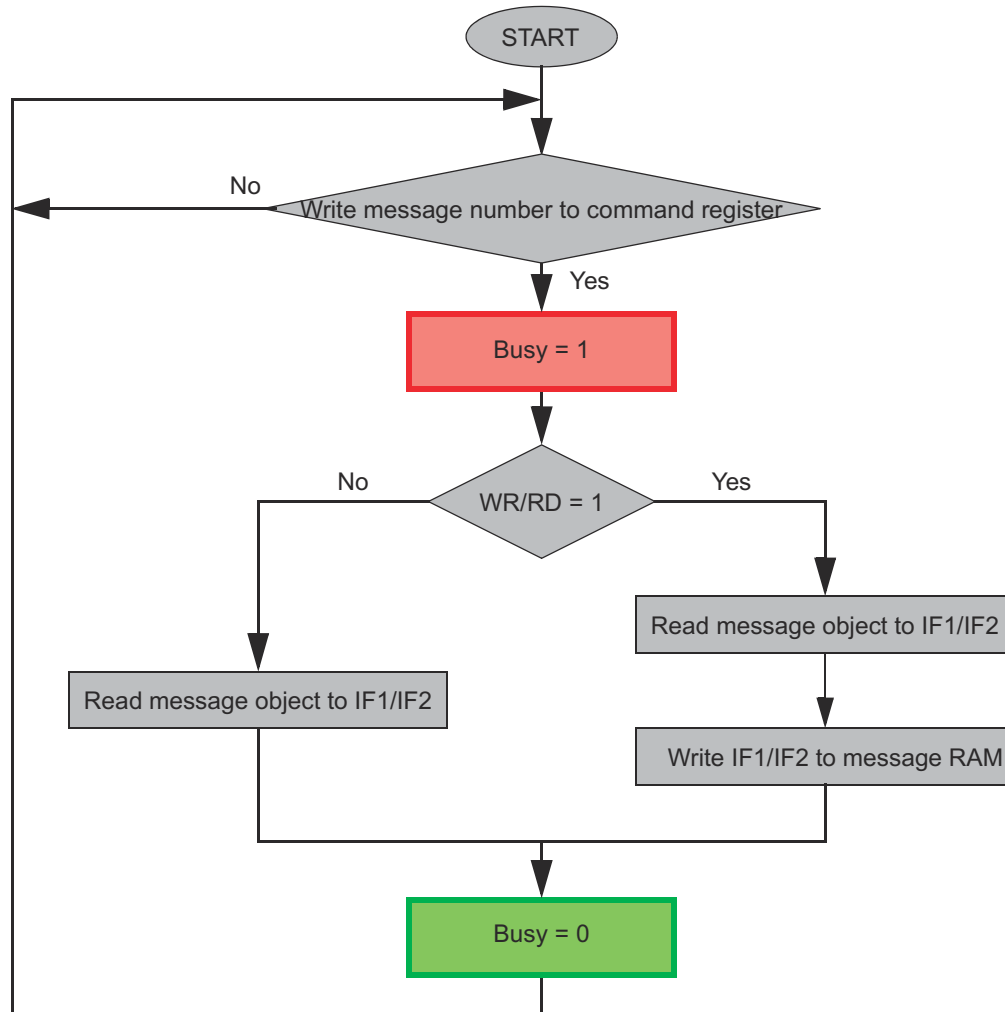 START
No
Write message number to command register
Yes
Busy = 1
No
Yes
WR/RD = 1
Read message object to IF1/IF2
Read message object to IF1/IF2
Write IF1/IF2 to message RAM
Busy = 0